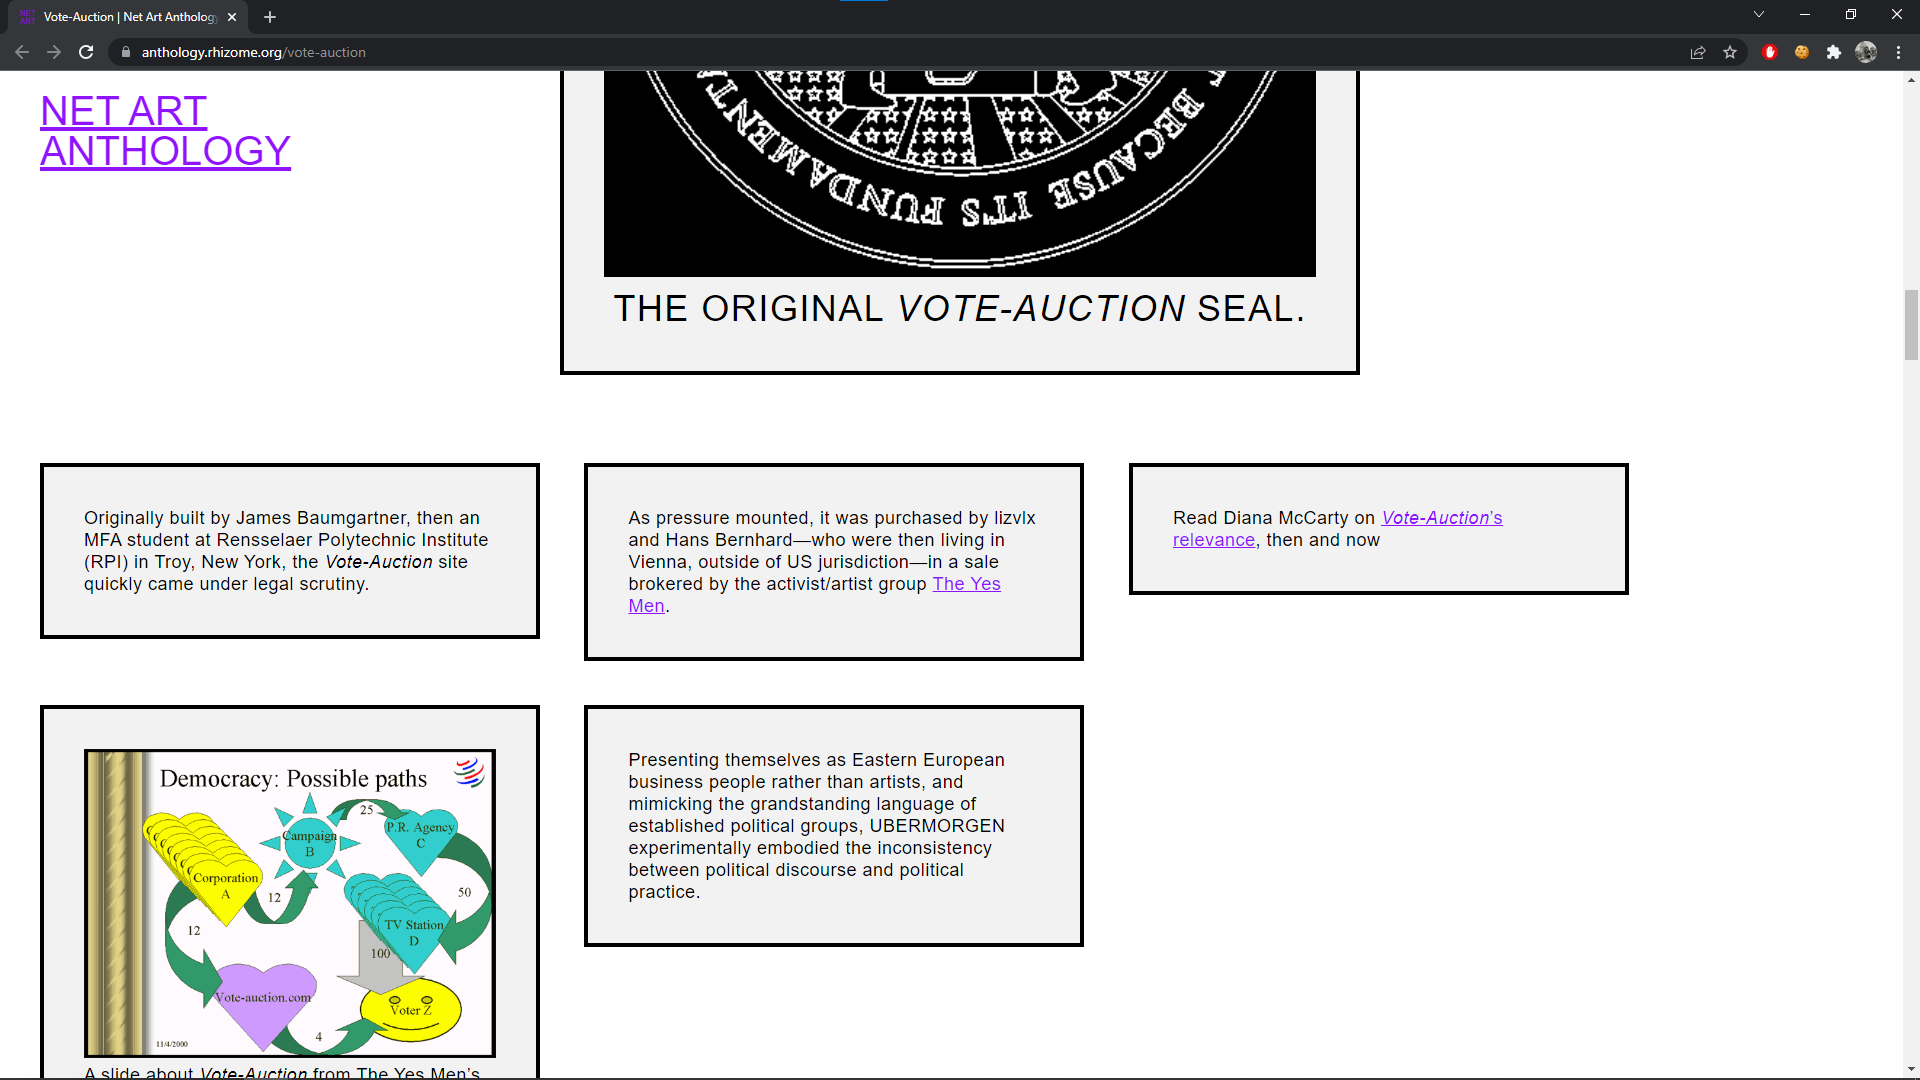 Vote-Auction | Net Art Antholog
anthology.rhizome.org/vote-auction
NET ART
ANTHOLOGY
BECAUSE IT'S FUNDAMENTA
THE ORIGINAL VOTE-AUCTION SEAL.
Originally built by James Baumgartner, then an
MFA student at Rensselaer Polytechnic Institute
(RPI) in Troy, New York, the Vote-Auction site
quickly came under legal scrutiny.
As pressure mounted, it was purchased by lizvlx
and Hans Bernhard—who were then living in
Vienna, outside of US jurisdiction—in a sale
brokered by the activist/artist group The Yes
Men.
Read Diana McCarty on Vote-Auction's
relevance, then and now
Democracy: Possible paths
25
Campaign
B
P.R. Agency
C
Corporation
A
12
50
TV Station
D
12
100
Vote-auction.com
Voter Z
4
11/4/2000
A slide about Vote-Auction from The Yes Men's
Presenting themselves as Eastern European
business people rather than artists, and
mimicking the grandstanding language of
established political groups, UBERMORGEN
experimentally embodied the inconsistency
between political discourse and political
practice.